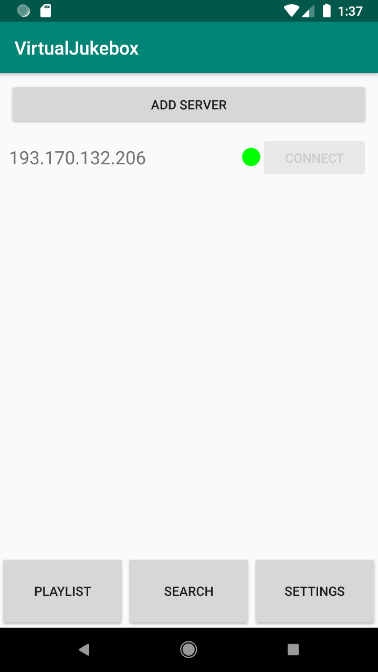 1:37
VirtualJukebox
ADD SERVER
193.170.132.206 CONNECT
PLAYLIST SEARCH SETTINGS